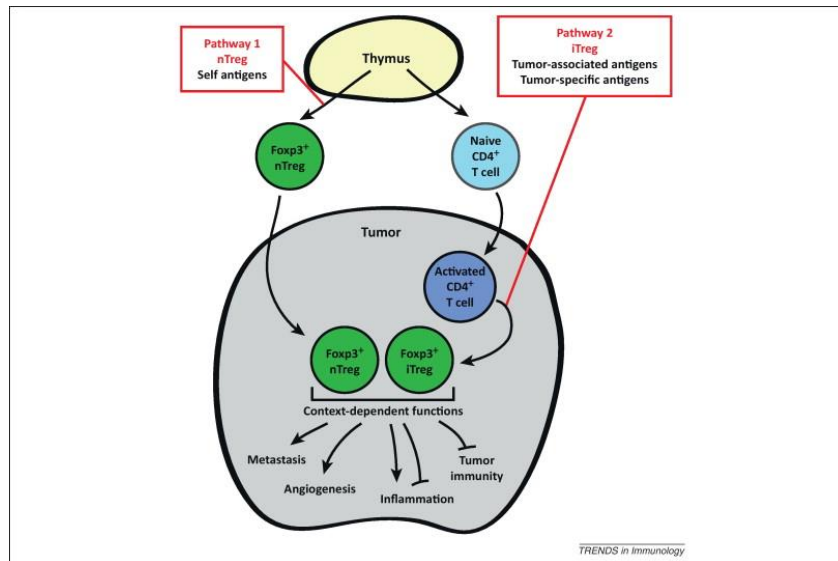 Pathway 1
nTreg
Self antigens
Thymus
Pathway 2
iTreg
Tumor-associated antigens
Tumor-specific antigens
Foxp3⁺
nTreg
Naive
CD4⁺
T cell
Tumor
Activated
CD4⁺
T cell
Foxp3⁺
nTreg
Foxp3⁺
iTreg
Context-dependent functions
Metastasis
Angiogenesis
Inflammation
Tumor
immunity
TRENDS in Immunology